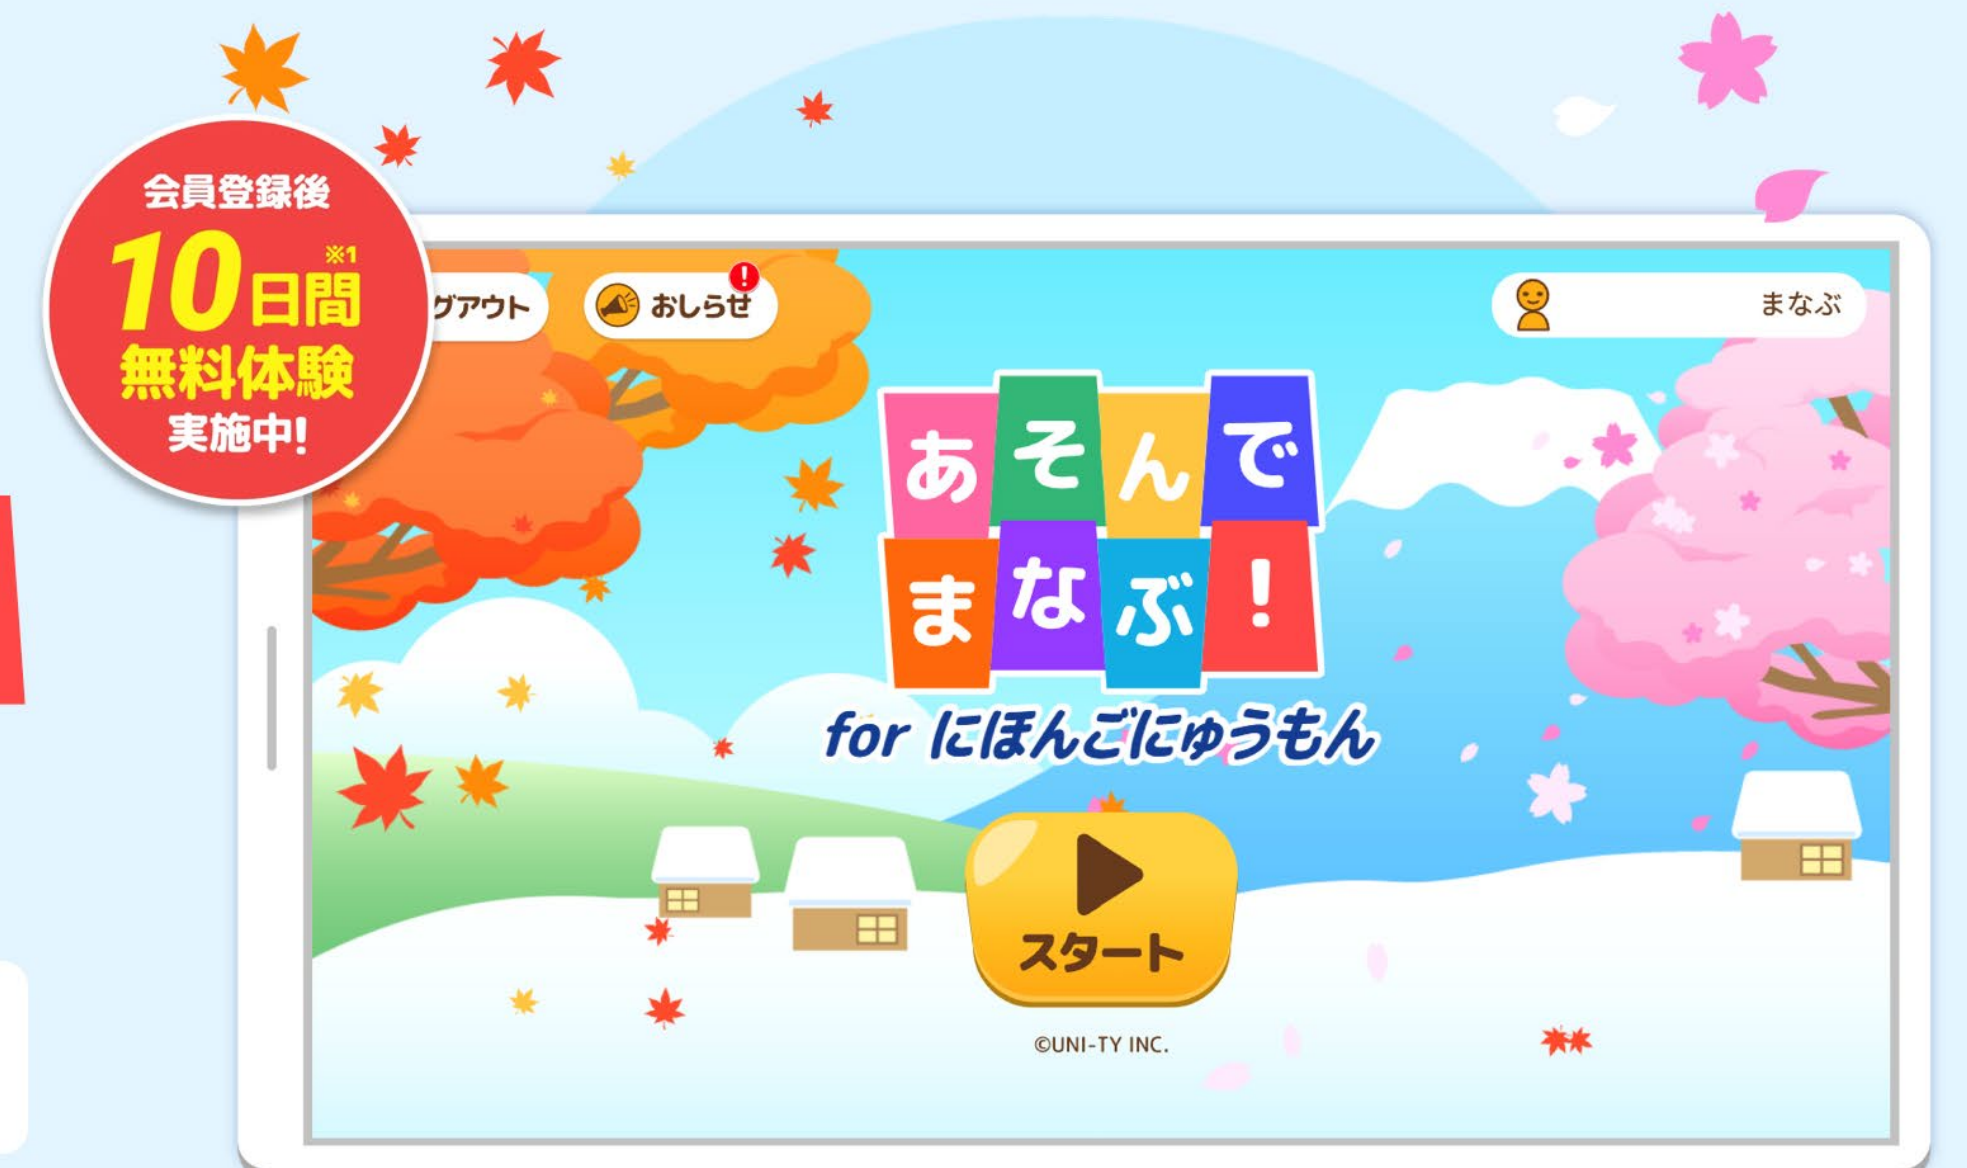 会員登録後
10日間※1
無料体験
実施中!
グアウト
おしらせ
!
まなぶ
あそんで
まなぶ!
for にほんごにゅうもん
スタート
©UNI-TY INC.